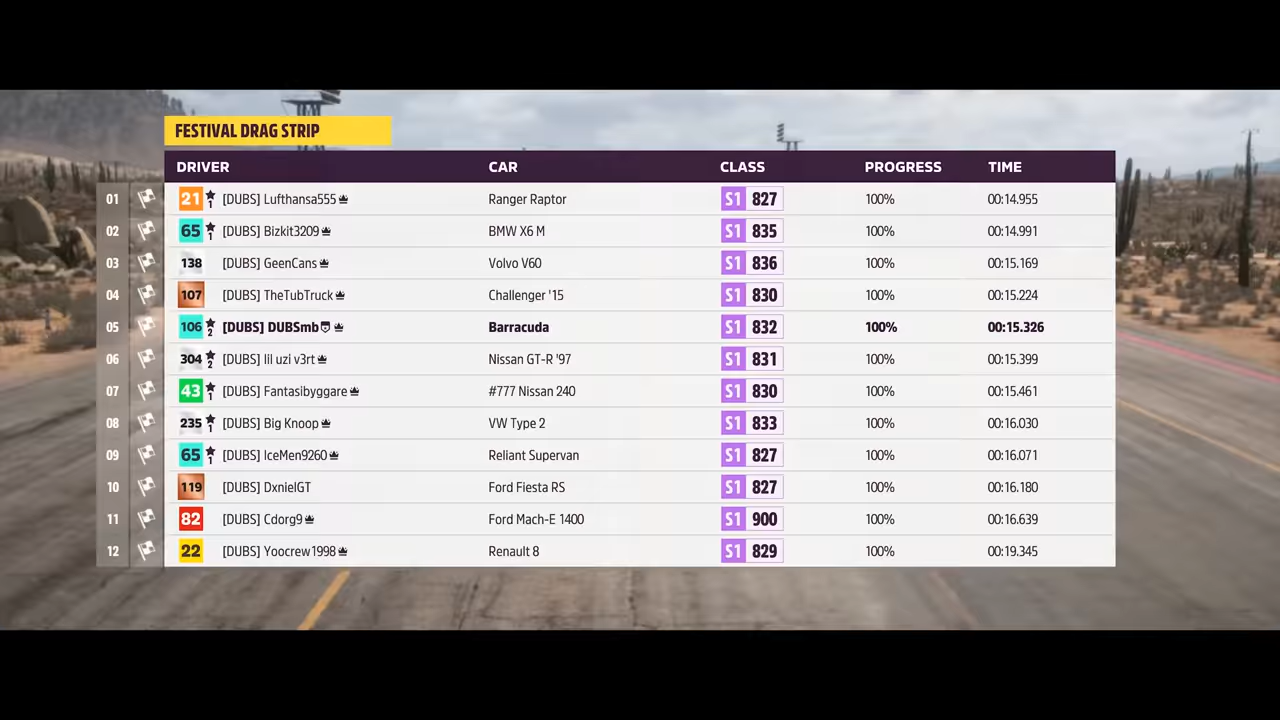 FESTIVAL DRAG STRIP
DRIVER CAR CLASS PROGRESS TIME
01 21 1 [DUBS] Lufthansa555 Ranger Raptor S1 827 100% 00:14.955
02 65 1 [DUBS] Bizkit3209 BMW X6 M S1 835 100% 00:14.991
03 138 [DUBS] GeenCans Volvo V60 S1 836 100% 00:15.169
04 107 [DUBS] TheTubTruck Challenger '15 S1 830 100% 00:15.224
05 106 2 [DUBS] DUBSmb Barracuda S1 832 100% 00:15.326
06 304 2 [DUBS] lil uzi v3rt Nissan GT-R '97 S1 831 100% 00:15.399
07 43 1 [DUBS] Fantasibyggare #777 Nissan 240 S1 830 100% 00:15.461
08 235 1 [DUBS] Big Knoop VW Type 2 S1 833 100% 00:16.030
09 65 1 [DUBS] IceMen9260 Reliant Supervan S1 827 100% 00:16.071
10 119 [DUBS] DxnielGT Ford Fiesta RS S1 827 100% 00:16.180
11 82 [DUBS] Cdorg9 Ford Mach-E 1400 S1 900 100% 00:16.639
12 22 [DUBS] Yoocrew1998 Renault 8 S1 829 100% 00:19.345